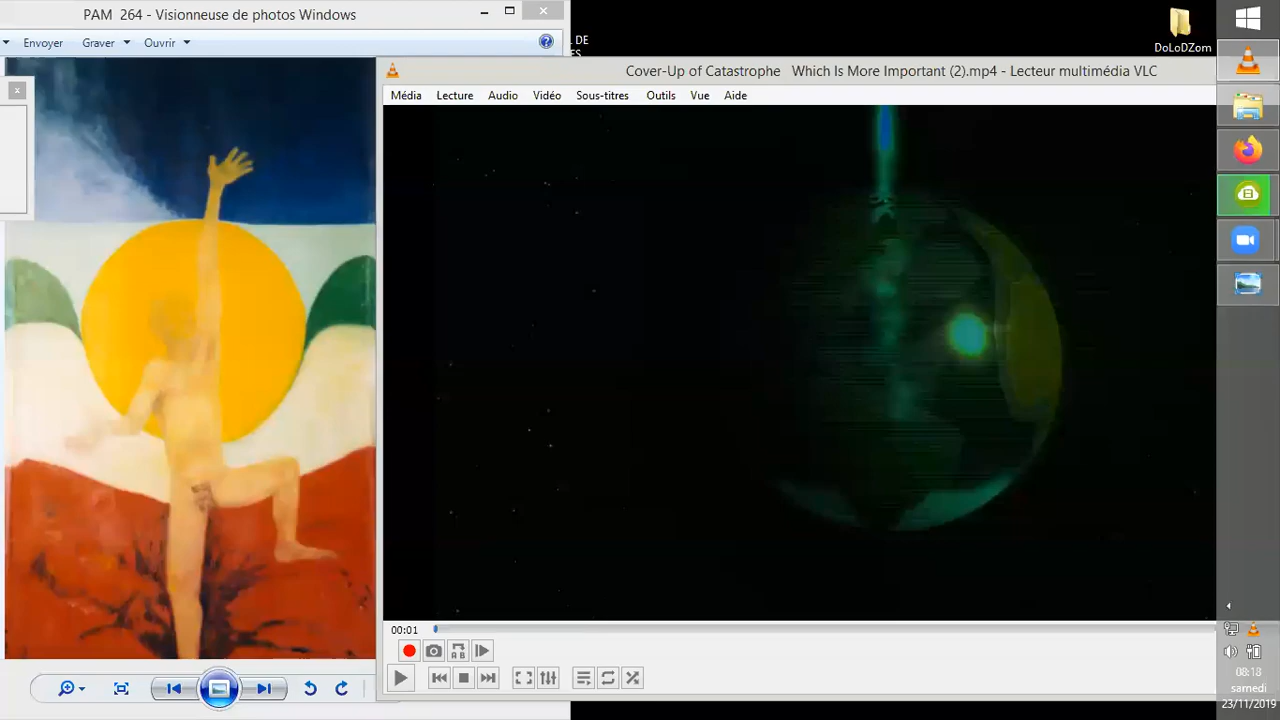 PAM 264 - Visionneuse de photos Windows
Envoyer Graver Ouvrir
L DE
ES
DoLoDZom
Cover-Up of Catastrophe Which Is More Important (2).mp4 - Lecteur multimédia VLC
Média Lecture Audio Vidéo Sous-titres Outils Vue Aide
00:01
A B
08:18
samedi
23/11/2019